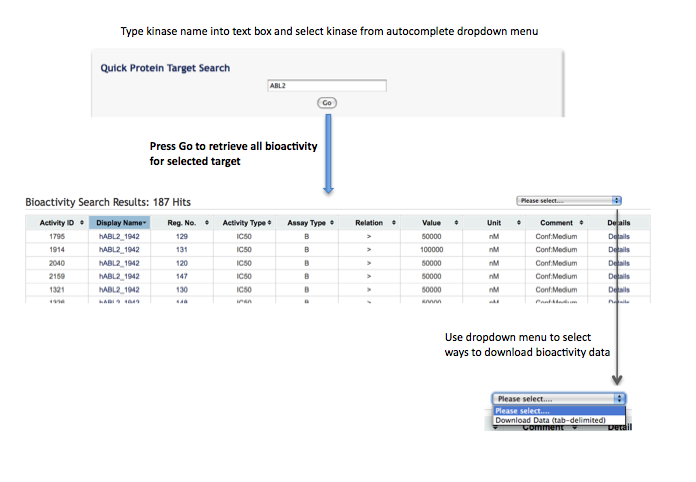 Type kinase name into text box and select kinase from autocomplete dropdown menu
Quick Protein Target Search
ABL2
Go
Press Go to retrieve all bioactivity
for selected target
Bioactivity Search Results: 187 Hits
Please select....
Activity ID Display Name Reg. No. Activity Type Assay Type Relation Value Unit Comment Details
1795 hABL2_1942 129 IC50 B > 50000 nM Conf:Medium Details
1914 hABL2_1942 131 IC50 B > 100000 nM Conf:Medium Details
2040 hABL2_1942 120 IC50 B > 50000 nM Conf:Medium Details
2159 hABL2_1942 147 IC50 B > 50000 nM Conf:Medium Details
1321 hABL2_1942 130 IC50 B > 50000 nM Conf:Medium Details
hABL2_1942 IC50 B > 50000 nM Conf:Medium Details
Use dropdown menu to select
ways to download bioactivity data
Please select....
Please select....
Download Data (tab-delimited)
Comment Detail